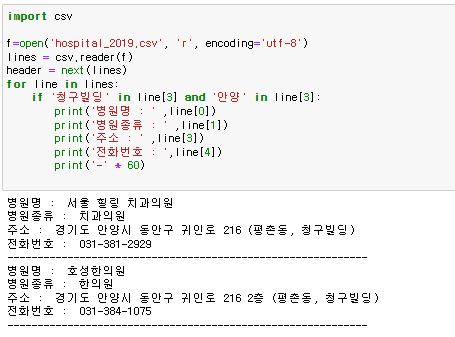 import csv
f=open('hospital_2019.csv', 'r', encoding='utf-8')
lines = csv.reader(f)
header = next(lines)
for line in lines:
    if '청구빌딩' in line[3] and '안양' in line[3]:
        print('병원명 : ' ,line[0])
        print('병원종류 : ' ,line[1])
        print('주소 : ' ,line[3])
        print('전화번호 : ',line[4])
        print('-' * 60)
병원명 :  서울 힐링 치과의원
병원종류 :  치과의원
주소 :  경기도 안양시 동안구 귀인로 216 (평촌동, 청구빌딩)
전화번호 :  031-381-2929
------------------------------------------------------------
병원명 :  호성한의원
병원종류 :  한의원
주소 :  경기도 안양시 동안구 귀인로 216 2층 (평촌동, 청구빌딩)
전화번호 :  031-384-1075
------------------------------------------------------------